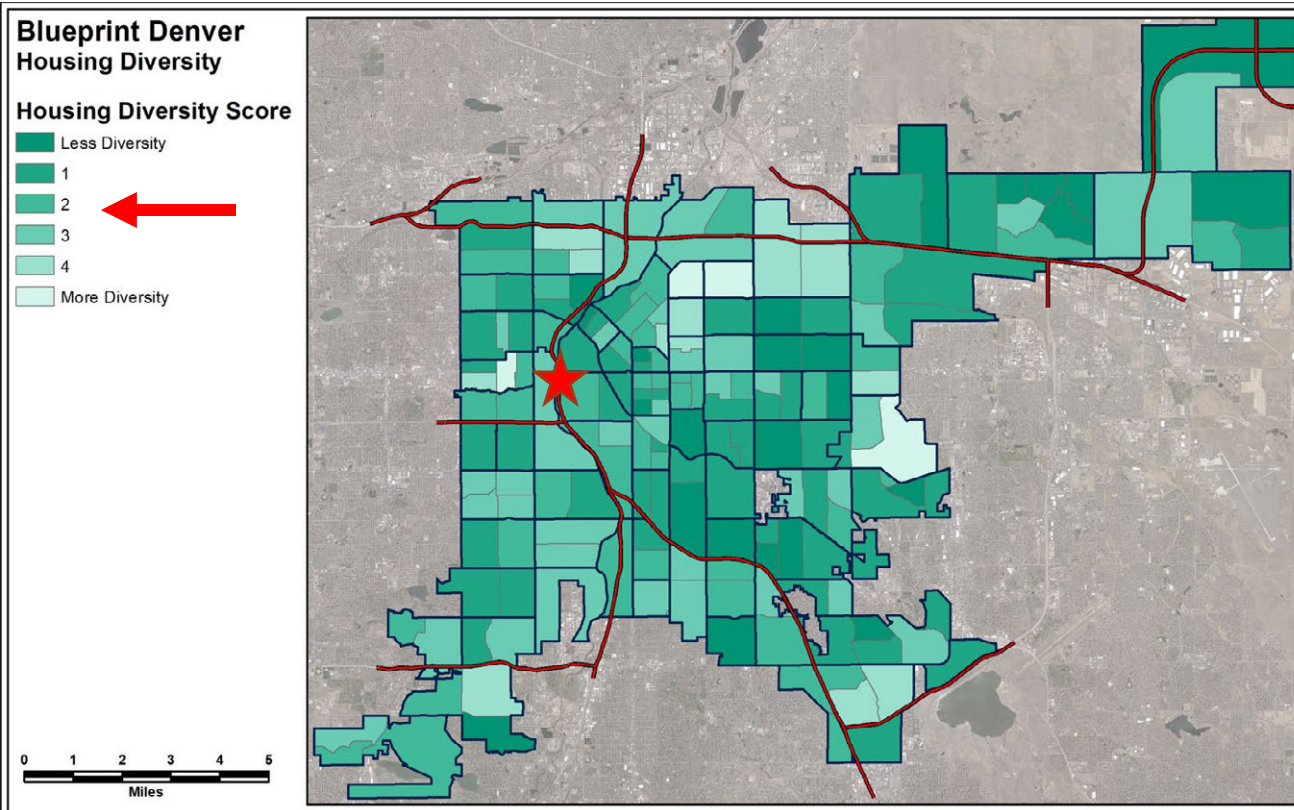 Blueprint Denver
Housing Diversity
Housing Diversity Score
Less Diversity
1
2
3
4
More Diversity
0 1 2 3 4 5
Miles